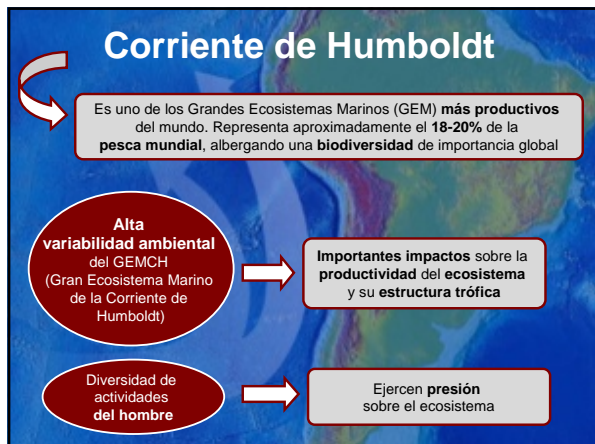 Corriente de Humboldt
Es uno de los Grandes Ecosistemas Marinos (GEM) más productivos
del mundo. Representa aproximadamente el 18-20% de la
pesca mundial, albergando una biodiversidad de importancia global
Alta
variabilidad ambiental
del GEMCH
(Gran Ecosistema Marino
de la Corriente de
Humboldt)
Importantes impactos sobre la
productividad del ecosistema
y su estructura trófica
Diversidad de
actividades
del hombre
Ejercen presión
sobre el ecosistema